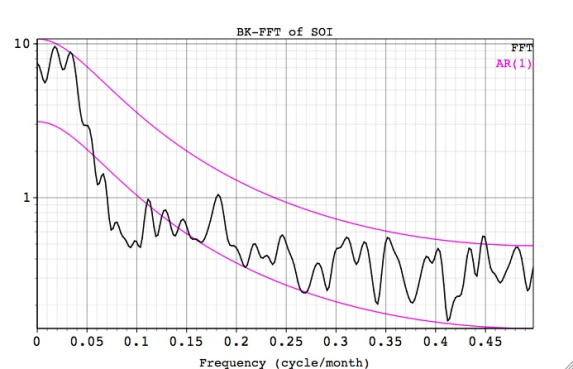 BK-FFT of SOI
10
FFT
AR(1)
1
0 0.05 0.1 0.15 0.2 0.25 0.3 0.35 0.4 0.45
Frequency (cycle/month)